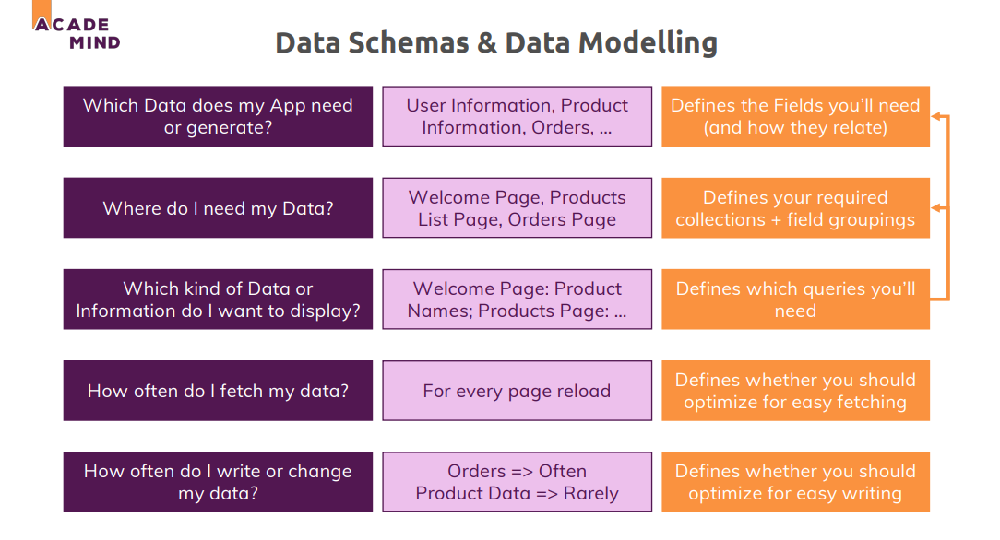 ACADE
MIND
Data Schemas & Data Modelling
Which Data does my App need
or generate?
User Information, Product
Information, Orders, ...
Defines the Fields you'll need
(and how they relate)
Where do I need my Data?
Welcome Page, Products
List Page, Orders Page
Defines your required
collections + field groupings
Which kind of Data or
Information do I want to display?
Welcome Page: Product
Names; Products Page: ...
Defines which queries you'll
need
How often do I fetch my data?
For every page reload
Defines whether you should
optimize for easy fetching
How often do I write or change
my data?
Orders => Often
Product Data => Rarely
Defines whether you should
optimize for easy writing